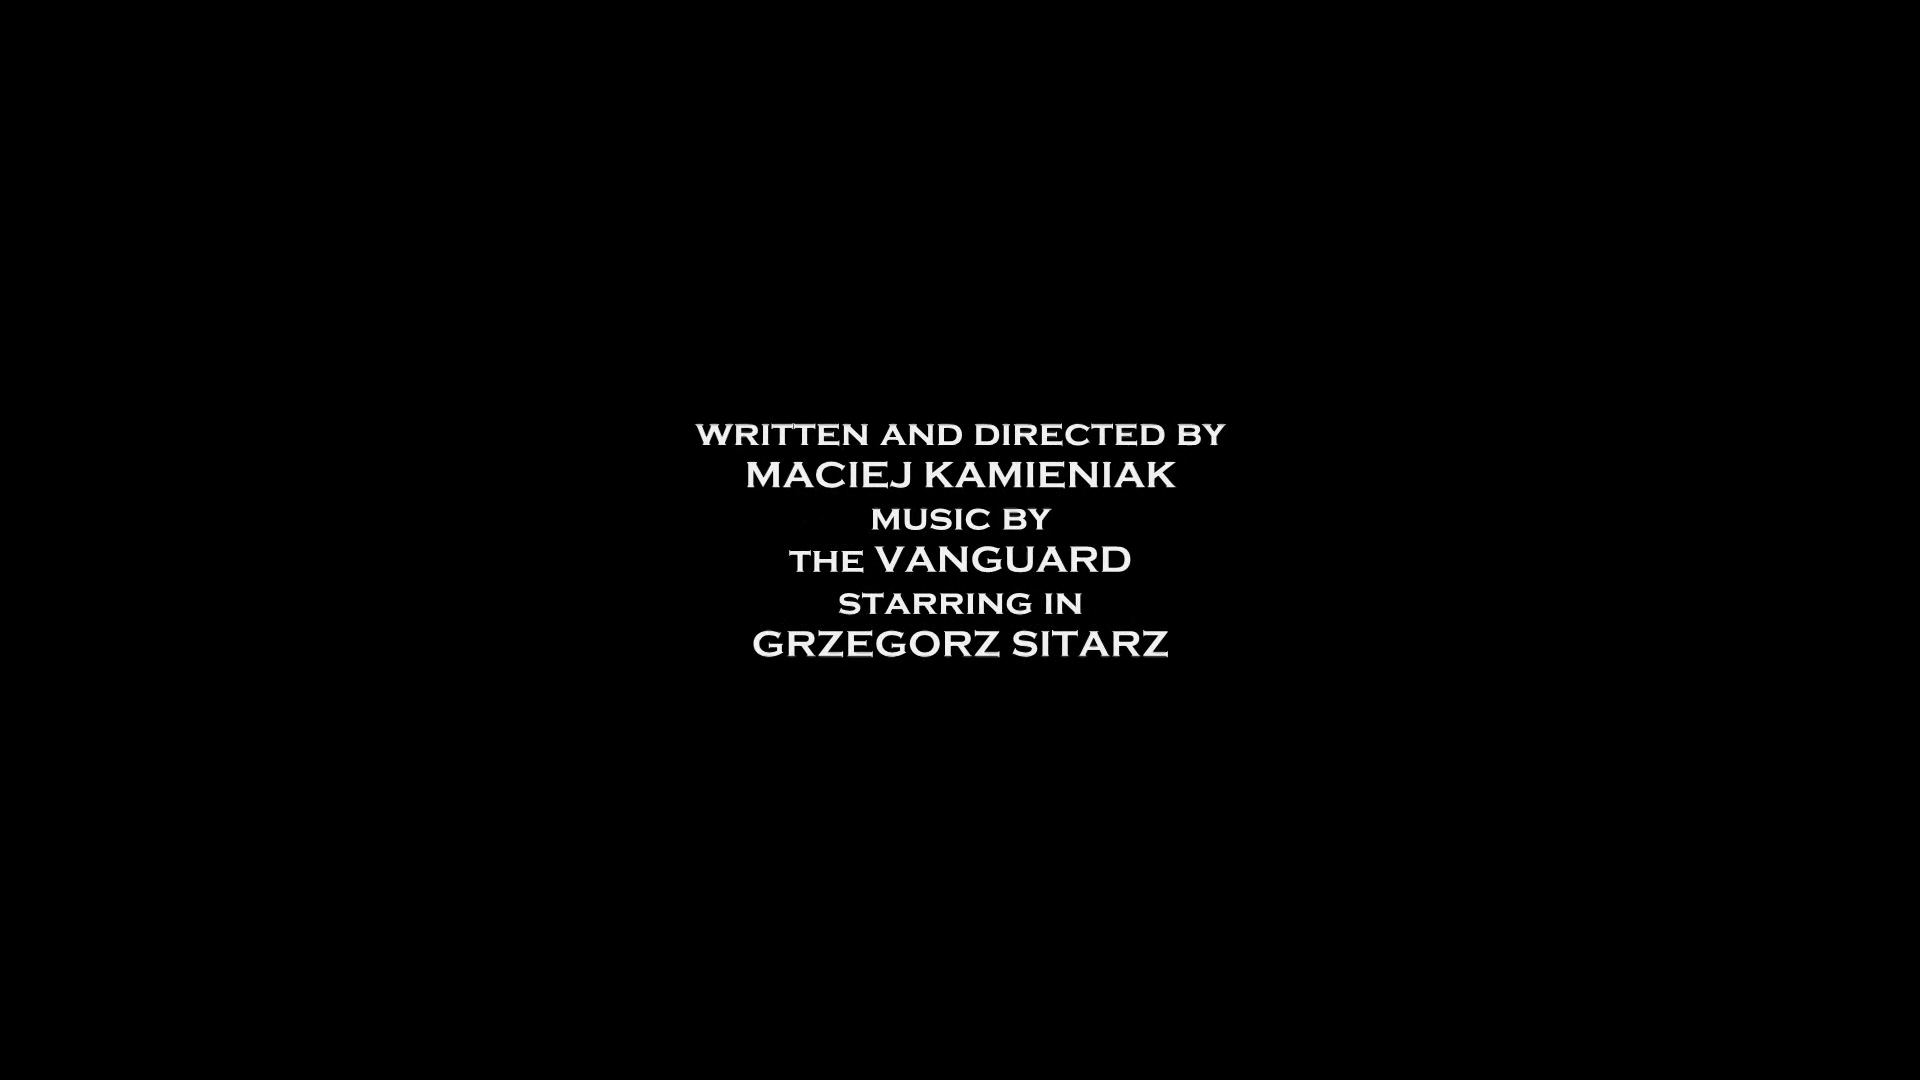 WRITTEN AND DIRECTED BY
MACIEJ KAMIENIAK
MUSIC BY
THE VANGUARD
STARRING IN
GRZEGORZ SITARZ